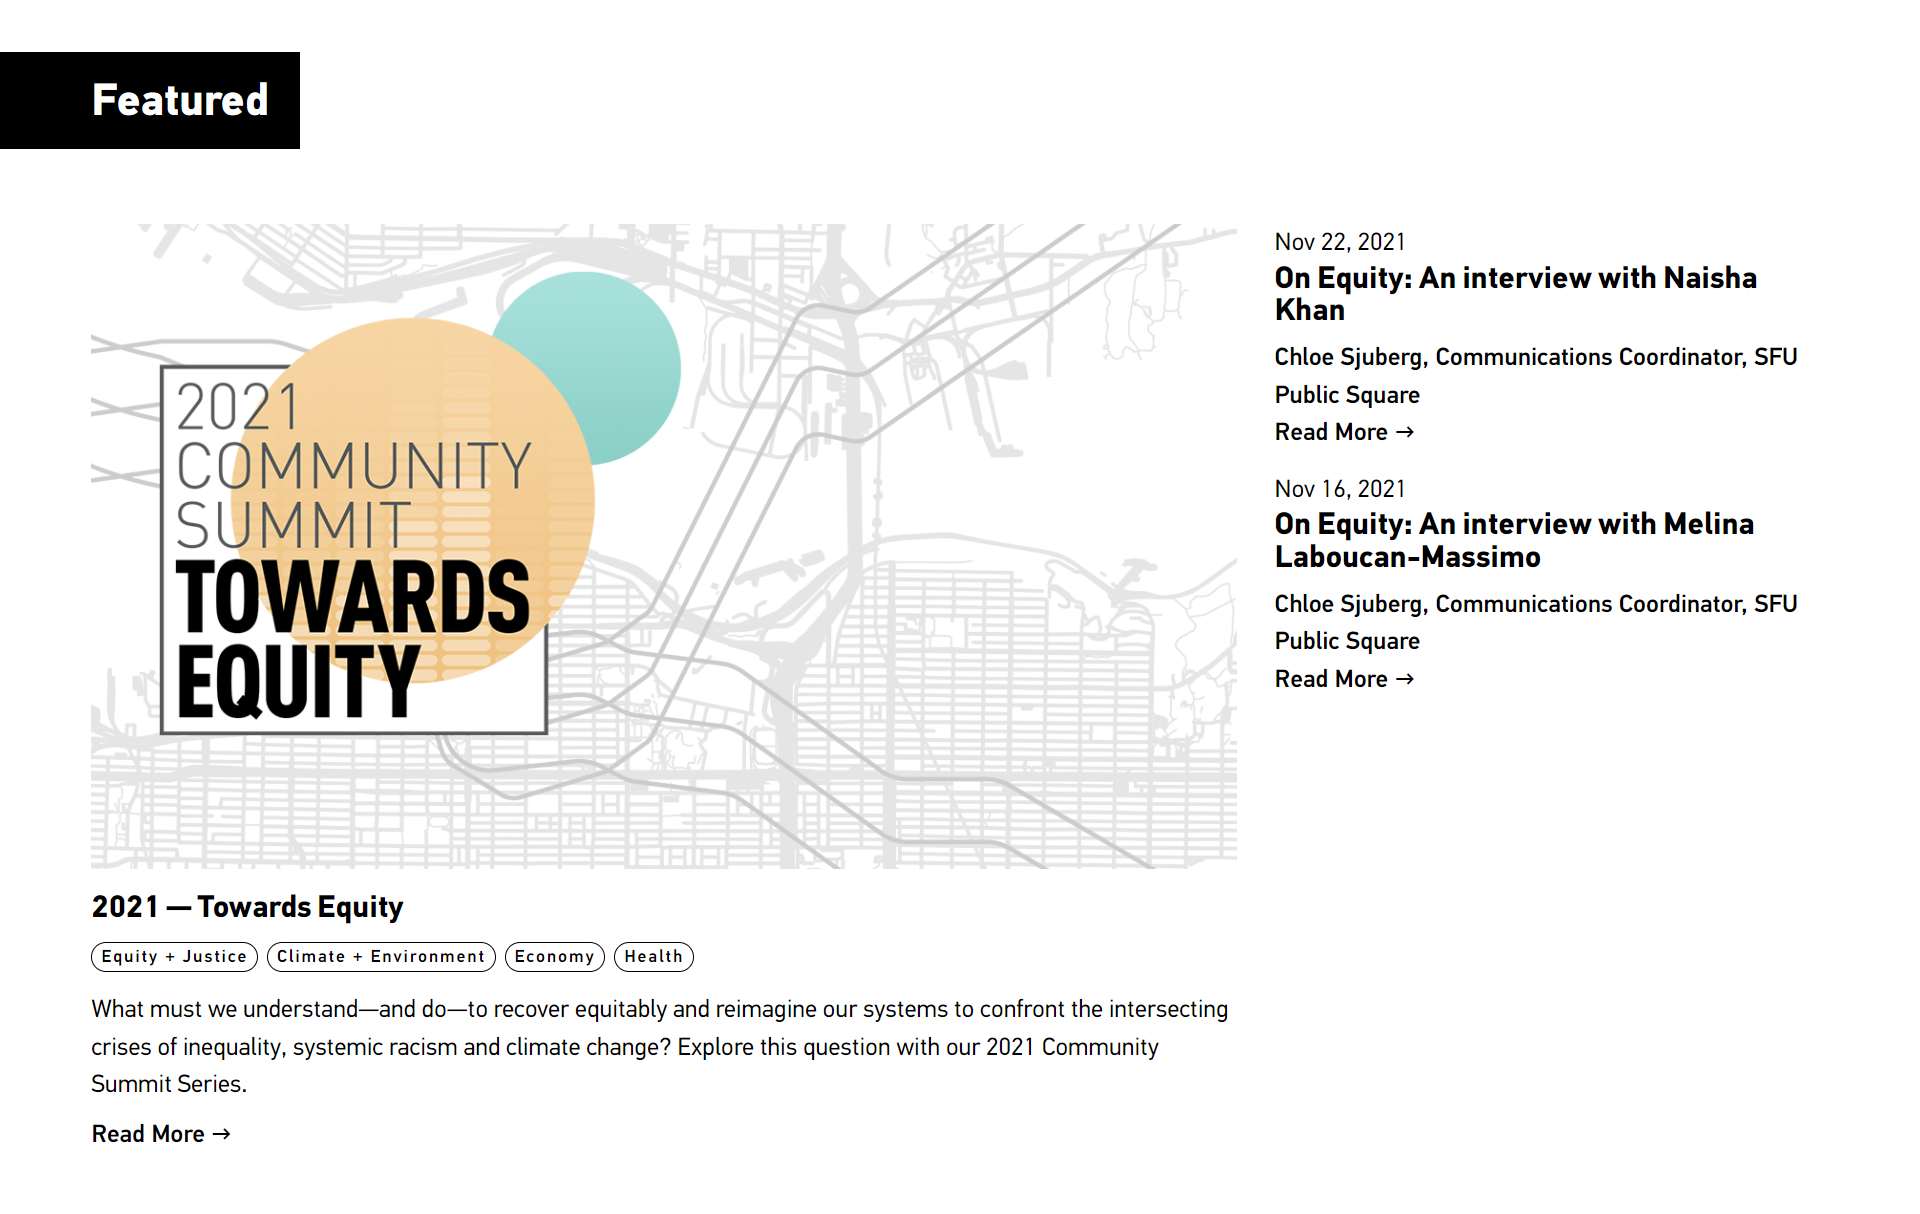 Featured
2021
COMMUNITY
SUMMIT
TOWARDS
EQUITY
2021 — Towards Equity
Equity + Justice
Climate + Environment
Economy
Health
What must we understand—and do—to recover equitably and reimagine our systems to confront the intersecting
crises of inequality, systemic racism and climate change? Explore this question with our 2021 Community
Summit Series.
Read More →
Nov 22, 2021
On Equity: An interview with Naisha
Khan
Chloe Sjuberg, Communications Coordinator, SFU
Public Square
Read More →
Nov 16, 2021
On Equity: An interview with Melina
Laboucan-Massimo
Chloe Sjuberg, Communications Coordinator, SFU
Public Square
Read More →